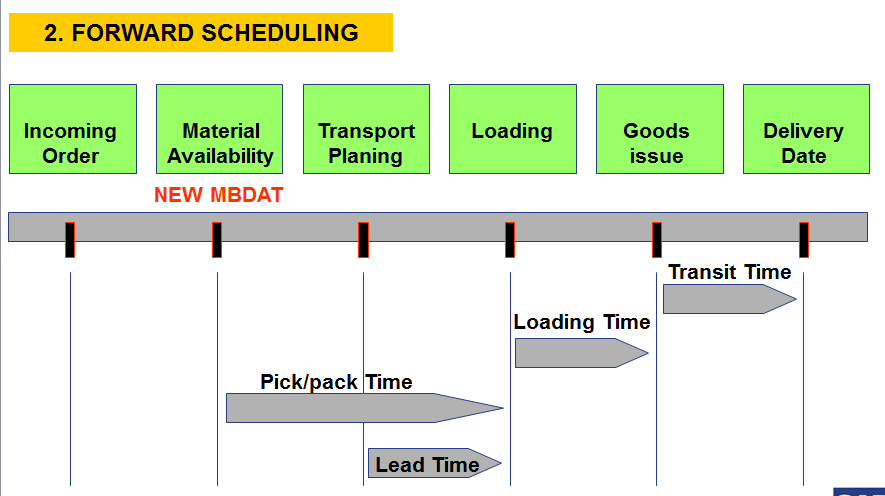 2. FORWARD SCHEDULING
Incoming
Order
Material
Availability
Transport
Planing
Loading
Goods
issue
Delivery
Date
NEW MBDAT
Transit Time
Loading Time
Pick/pack Time
Lead Time